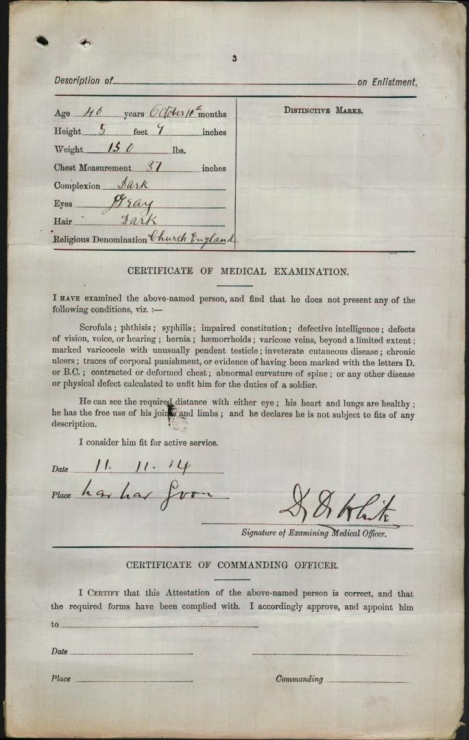 3
Description of on Enlistment.
Age 40 years October 10th months
Height 5 feet 7 inches
Weight 150 lbs.
Chest Measurement 37 inches
Complexion Dark
Eyes Gray
Hair Dark
Religious Denomination Church England
DISTINCTIVE MARKS.
CERTIFICATE OF MEDICAL EXAMINATION.
I HAVE examined the above-named person, and find that he does not present any of the
following conditions, viz. :—
Scrofula; phthisis; syphilis; impaired constitution; defective intelligence; defects
of vision, voice, or hearing; hernia; hæmorrhoids; varicose veins, beyond a limited extent;
marked varicocele with unusually pendent testicle; inveterate cutaneous disease; chronic
ulcers; traces of corporal punishment, or evidence of having been marked with the letters D.
or B.C.; contracted or deformed chest; abnormal curvature of spine; or any other disease
or physical defect calculated to unfit him for the duties of a soldier.
He can see the required distance with either eye; his heart and lungs are healthy;
he has the free use of his joints and limbs; and he declares he is not subject to fits of any
description.
I consider him fit for active service.
Date 11. 11. 14
Place Nar Nar Goon
Signature of Examining Medical Officer.
CERTIFICATE OF COMMANDING OFFICER.
I CERTIFY that this Attestation of the above-named person is correct, and that
the required forms have been complied with. I accordingly approve, and appoint him
to
Date
Place Commanding